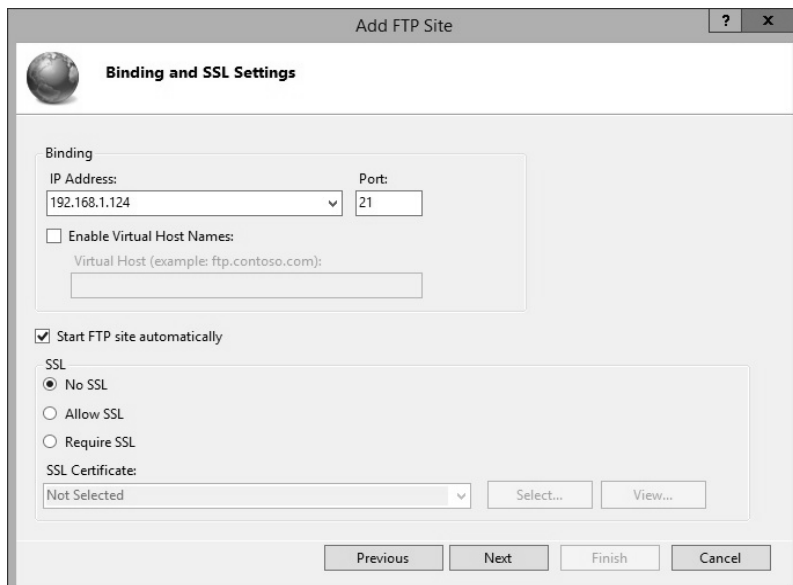 Add FTP Site
? x
Binding and SSL Settings
Binding
IP Address: Port:
192.168.1.124 21
Enable Virtual Host Names:
Virtual Host (example: ftp.contoso.com):
Start FTP site automatically
SSL
No SSL
Allow SSL
Require SSL
SSL Certificate:
Not Selected Select... View...
Previous Next Finish Cancel